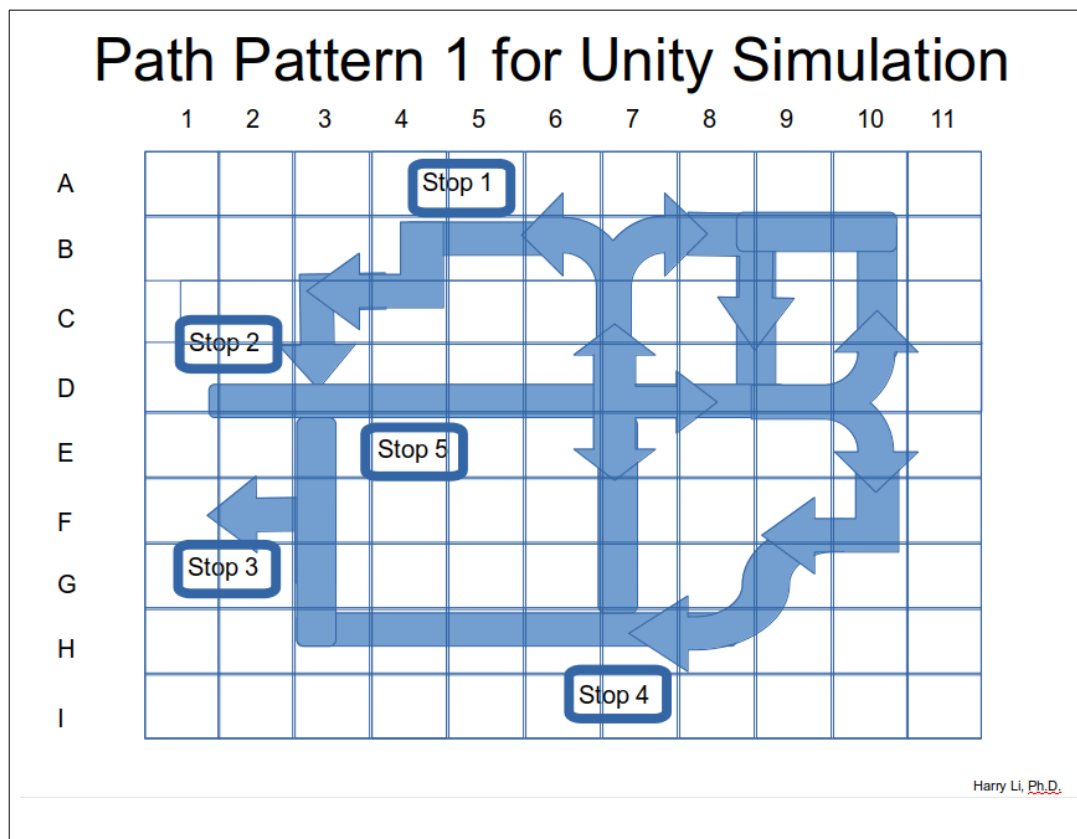 Path Pattern 1 for Unity Simulation
1 2 3 4 5 6 7 8 9 10 11
A
Stop 1
B
C
Stop 2
D
E
Stop 5
F
Stop 3
G
H
Stop 4
I
Harry Li, Ph.D.